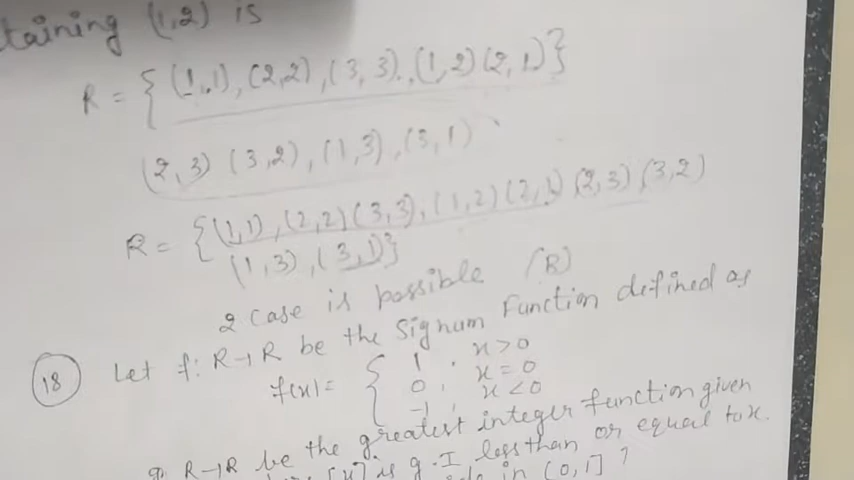 taining (1,2) is
R = {(1,1), (2,2), (3,3), (1,2) (2,1)}
(2,3) (3,2), (1,3), (3,1)
R = {(1,1), (2,2) (3,3), (1,2) (2,1) (2,3) (3,2)
(1,3), (3,1)}
2 case is possible (B)
18 Let f: R→R be the Signum Function defined as
f(x) = { 1, x>0
0, x=0
-1, x<0
R→R be the greatest integer function given
[x] is g.I less than or equal to x.
in (0,1] ?